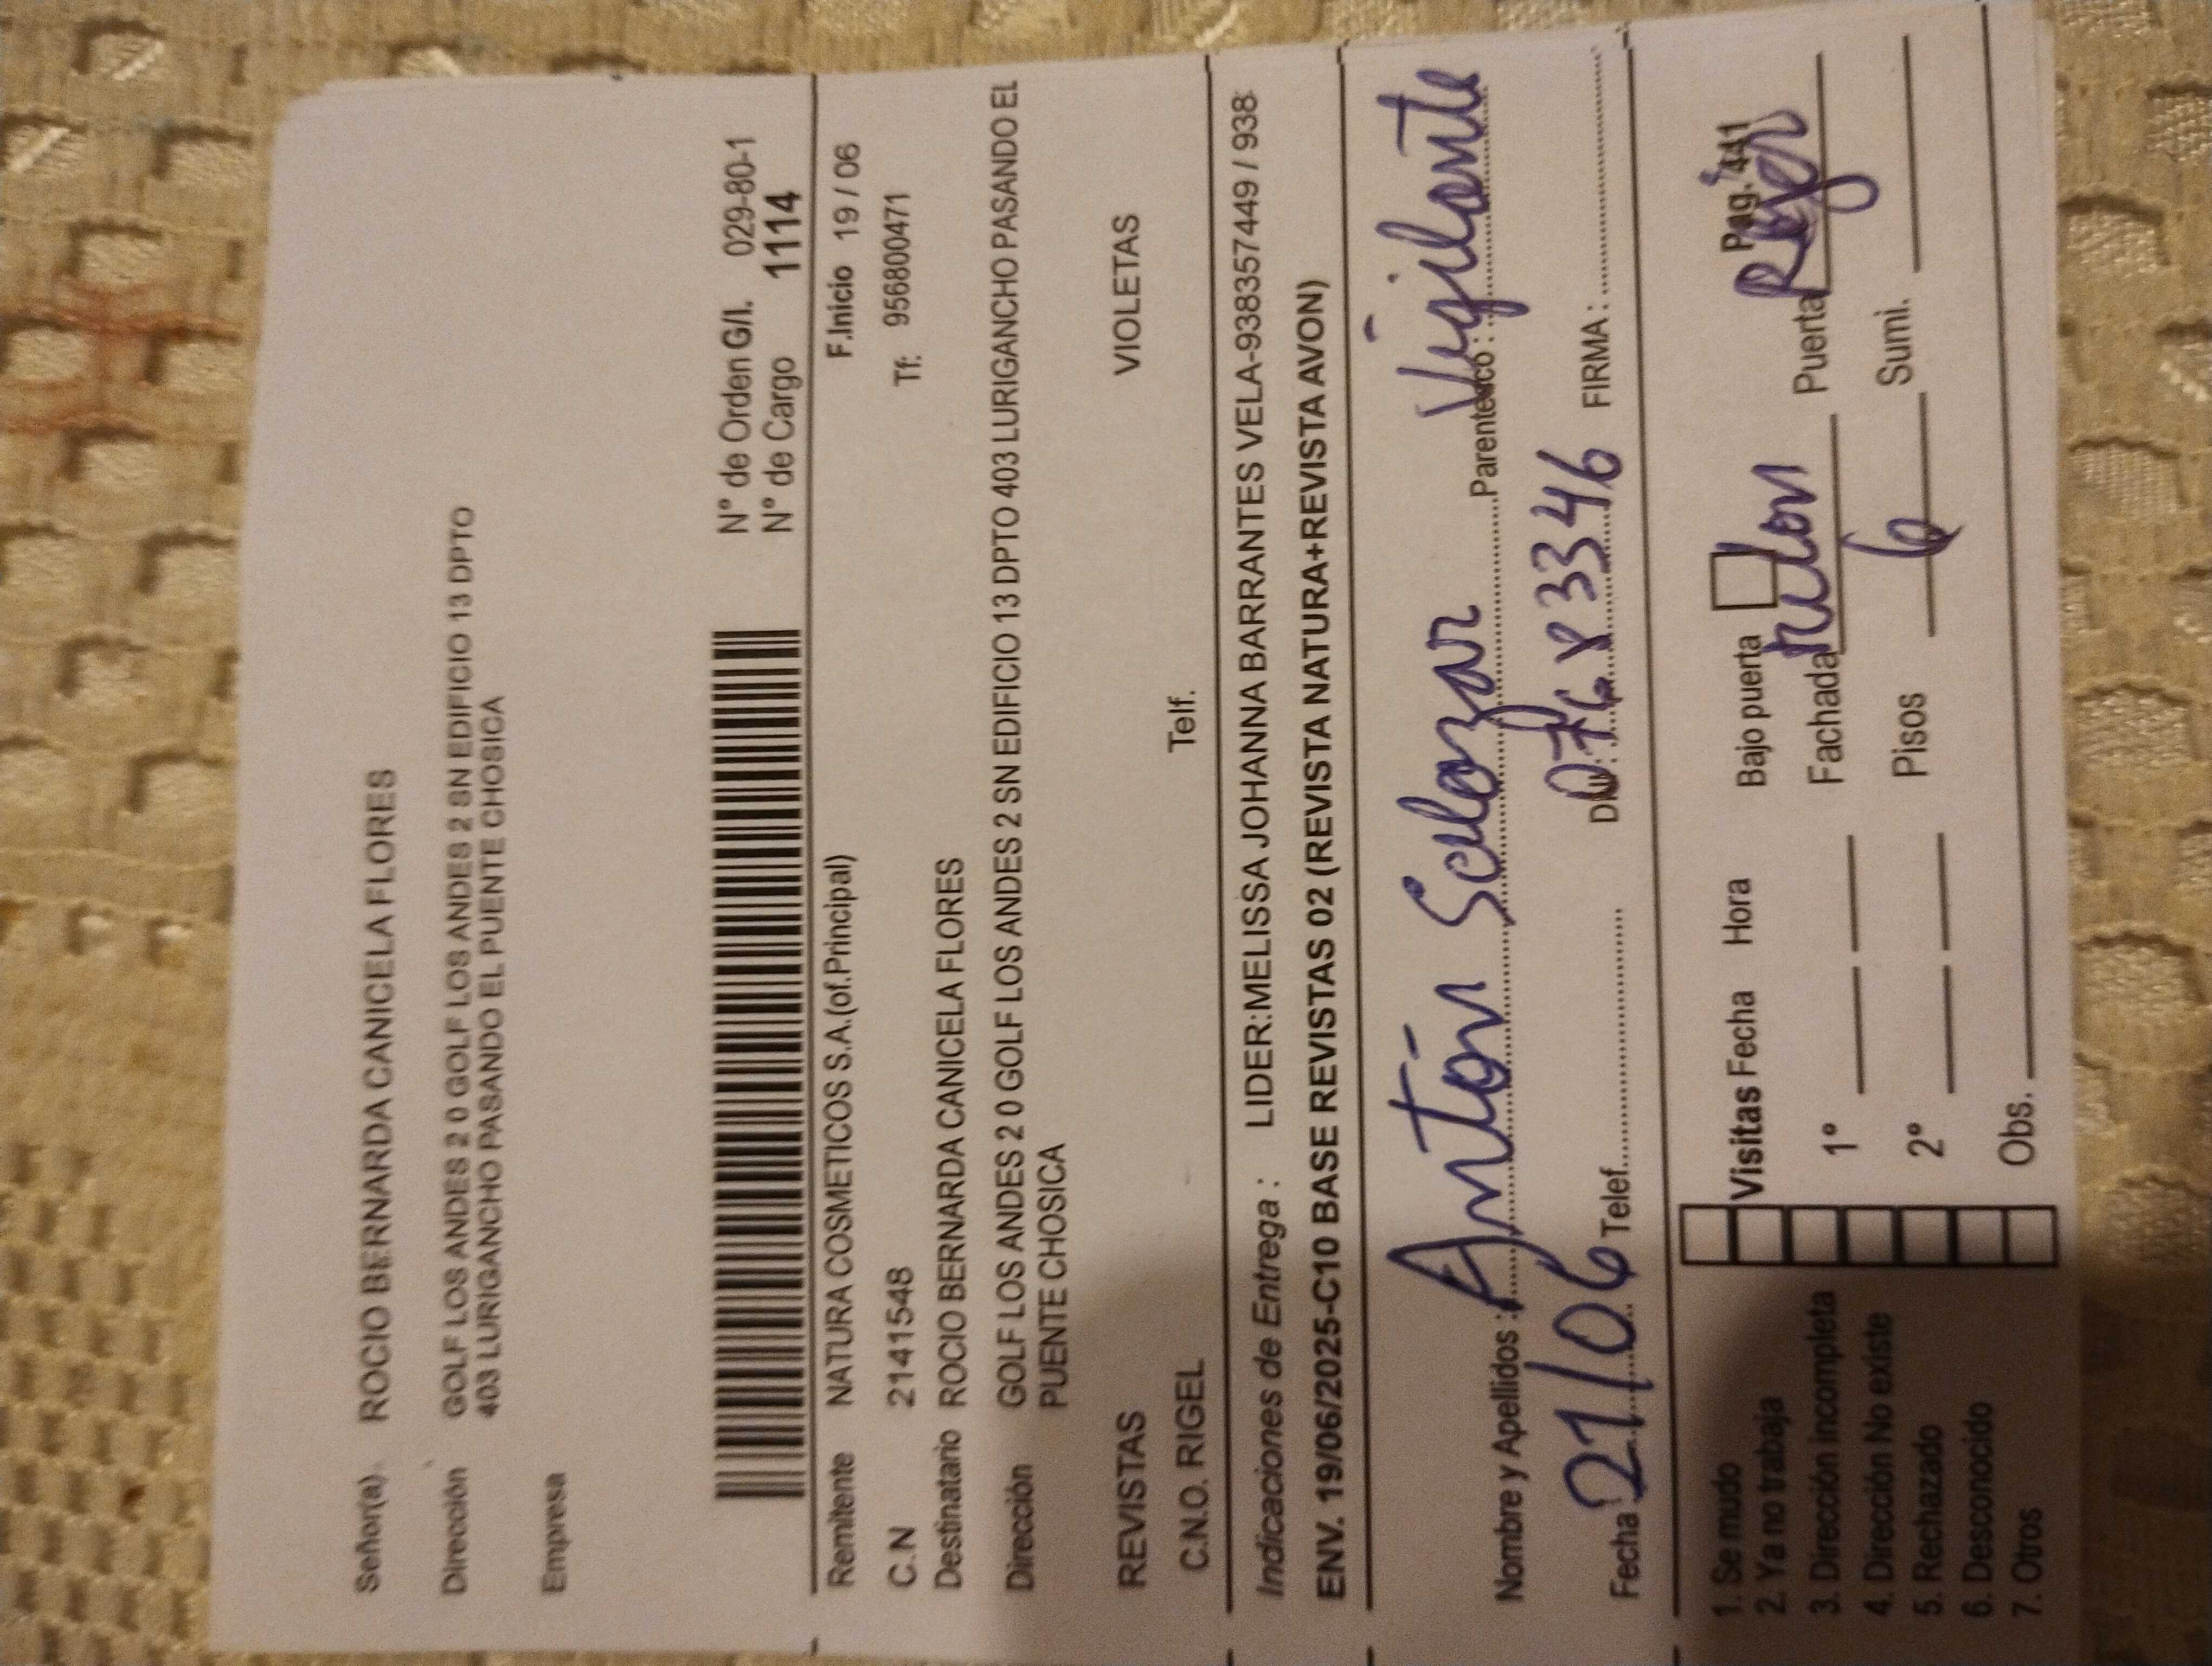 Señor(a). ROCIO BERNARDA CANICELA FLORES
Dirección GOLF LOS ANDES 2 0 GOLF LOS ANDES 2 SN EDIFICIO 13 DPTO
403 LURIGANCHO PASANDO EL PUENTE CHOSICA
Empresa
N° de Orden G/I. 029-80-1
N° de Cargo 1114
Remitente NATURA COSMETICOS S.A.(of.Principal) F.Inicio 19 / 06
C.N 2141548 Tf: 956800471
Destinatario ROCIO BERNARDA CANICELA FLORES
Dirección GOLF LOS ANDES 2 0 GOLF LOS ANDES 2 SN EDIFICIO 13 DPTO 403 LURIGANCHO PASANDO EL
PUENTE CHOSICA
REVISTAS VIOLETAS
C.N.O. RIGEL Telf.
Indicaciones de Entrega : LIDER:MELISSA JOHANNA BARRANTES VELA-938357449 / 938
ENV. 19/06/2025-C10 BASE REVISTAS 02 (REVISTA NATURA+REVISTA AVON)
Nombre y Apellidos : Antón Salazar Parentesco : Vigilante
Fecha : 21/06 Telef. DNI: FIRMA :
Pag. 441
1. Se mudo Visitas Fecha Hora Bajo puerta
2. Ya no trabaja
3. Dirección incompleta 1° Fachada Puerta
4. Dirección No existe
5. Rechazado 2° Pisos 6 Sumi.
6. Desconocido
7. Otros Obs.